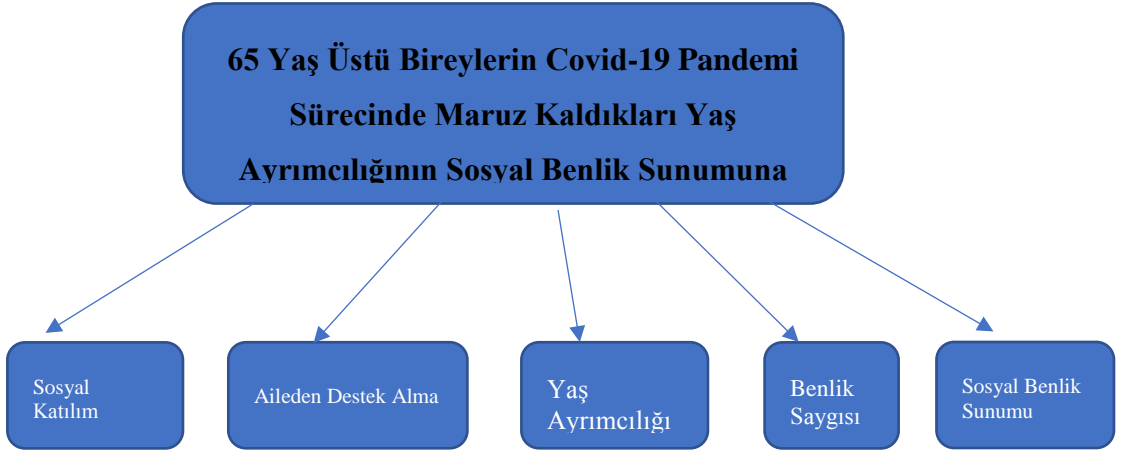 65 Yaş Üstü Bireylerin Covid-19 Pandemi
Sürecinde Maruz Kaldıkları Yaş
Ayrımcılığının Sosyal Benlik Sunumuna
Sosyal
Katılım
Aileden Destek Alma
Yaş
Ayrımcılığı
Benlik
Saygısı
Sosyal Benlik
Sunumu